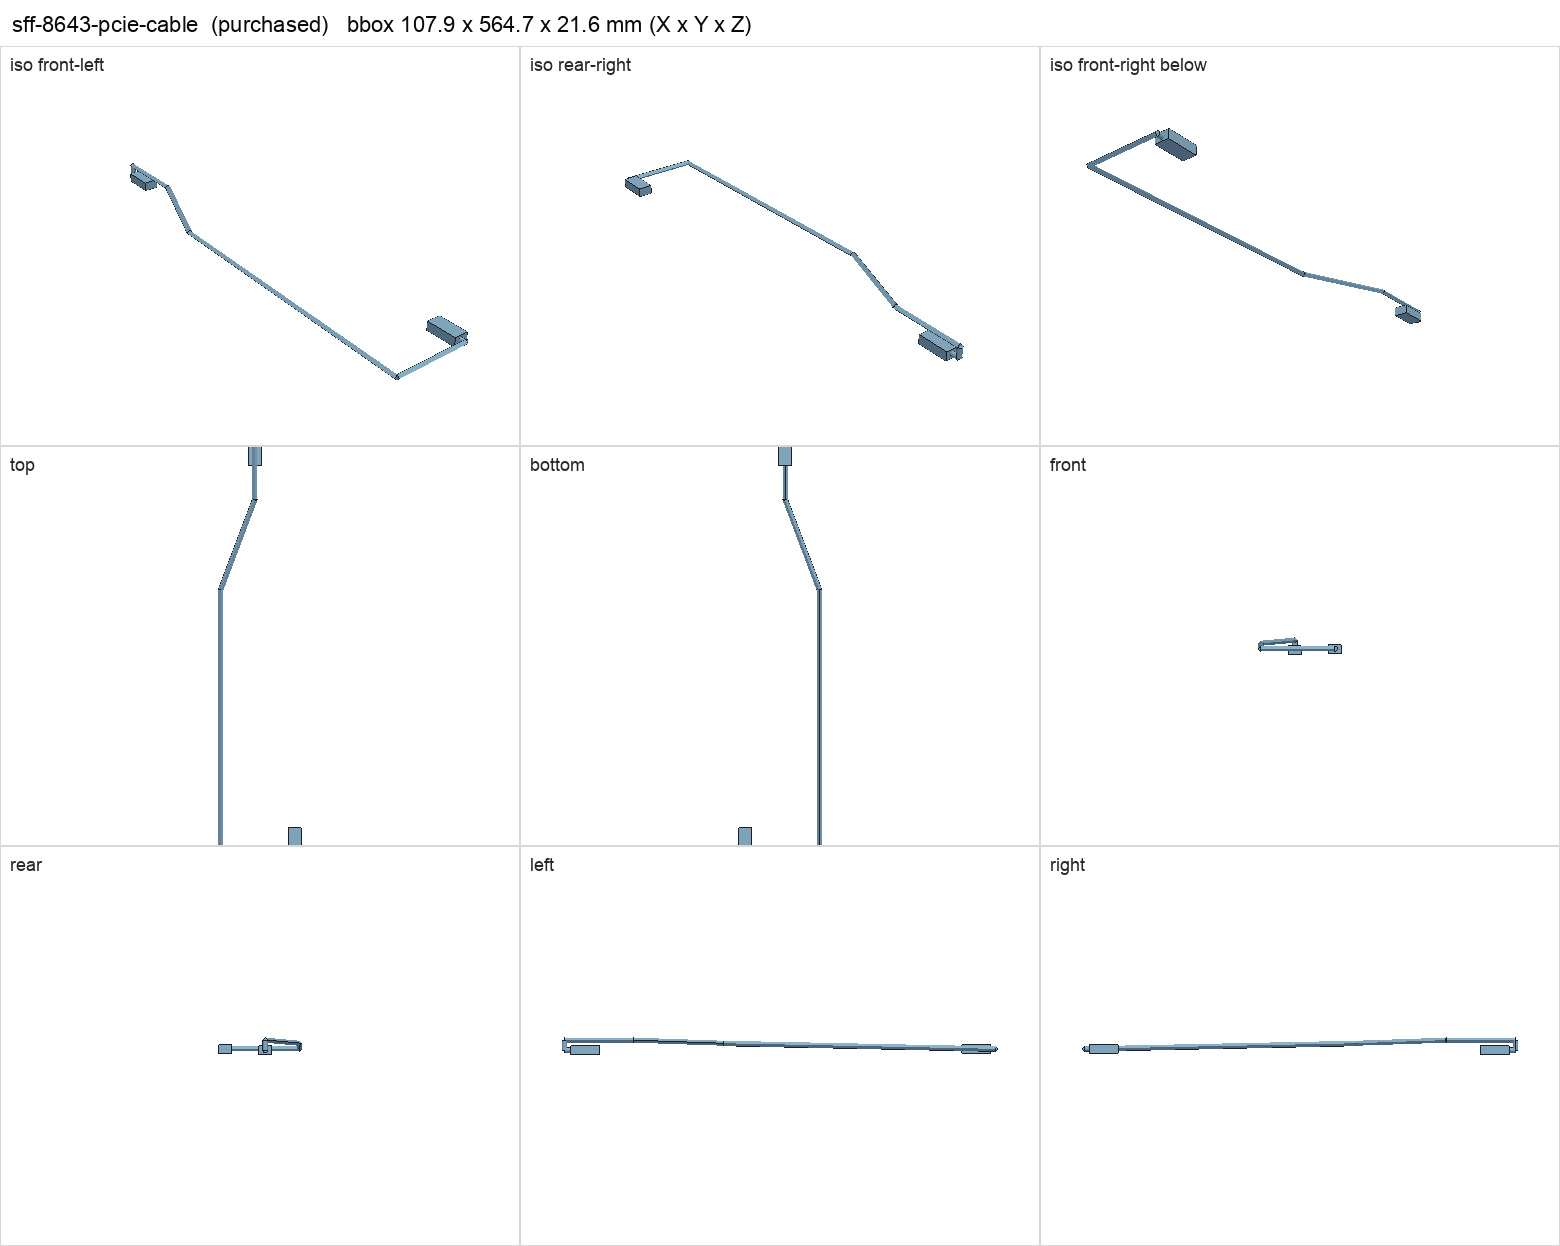 sff-8643-pcie-cable (purchased) bbox 107.9 x 564.7 x 21.6 mm (X x Y x Z)
iso front-left
iso rear-right
iso front-right below
top
bottom
front
rear
left
right